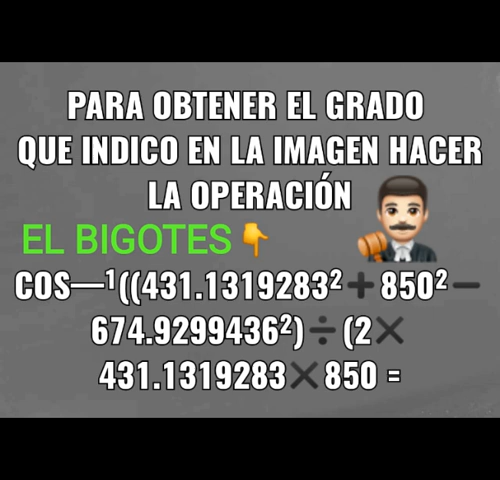 PARA OBTENER EL GRADO
QUE INDICO EN LA IMAGEN HACER
LA OPERACIÓN
EL BIGOTES👇
COS—¹((431.1319283²➕850²➖
674.9299436²)➗(2✖
431.1319283✖850 =